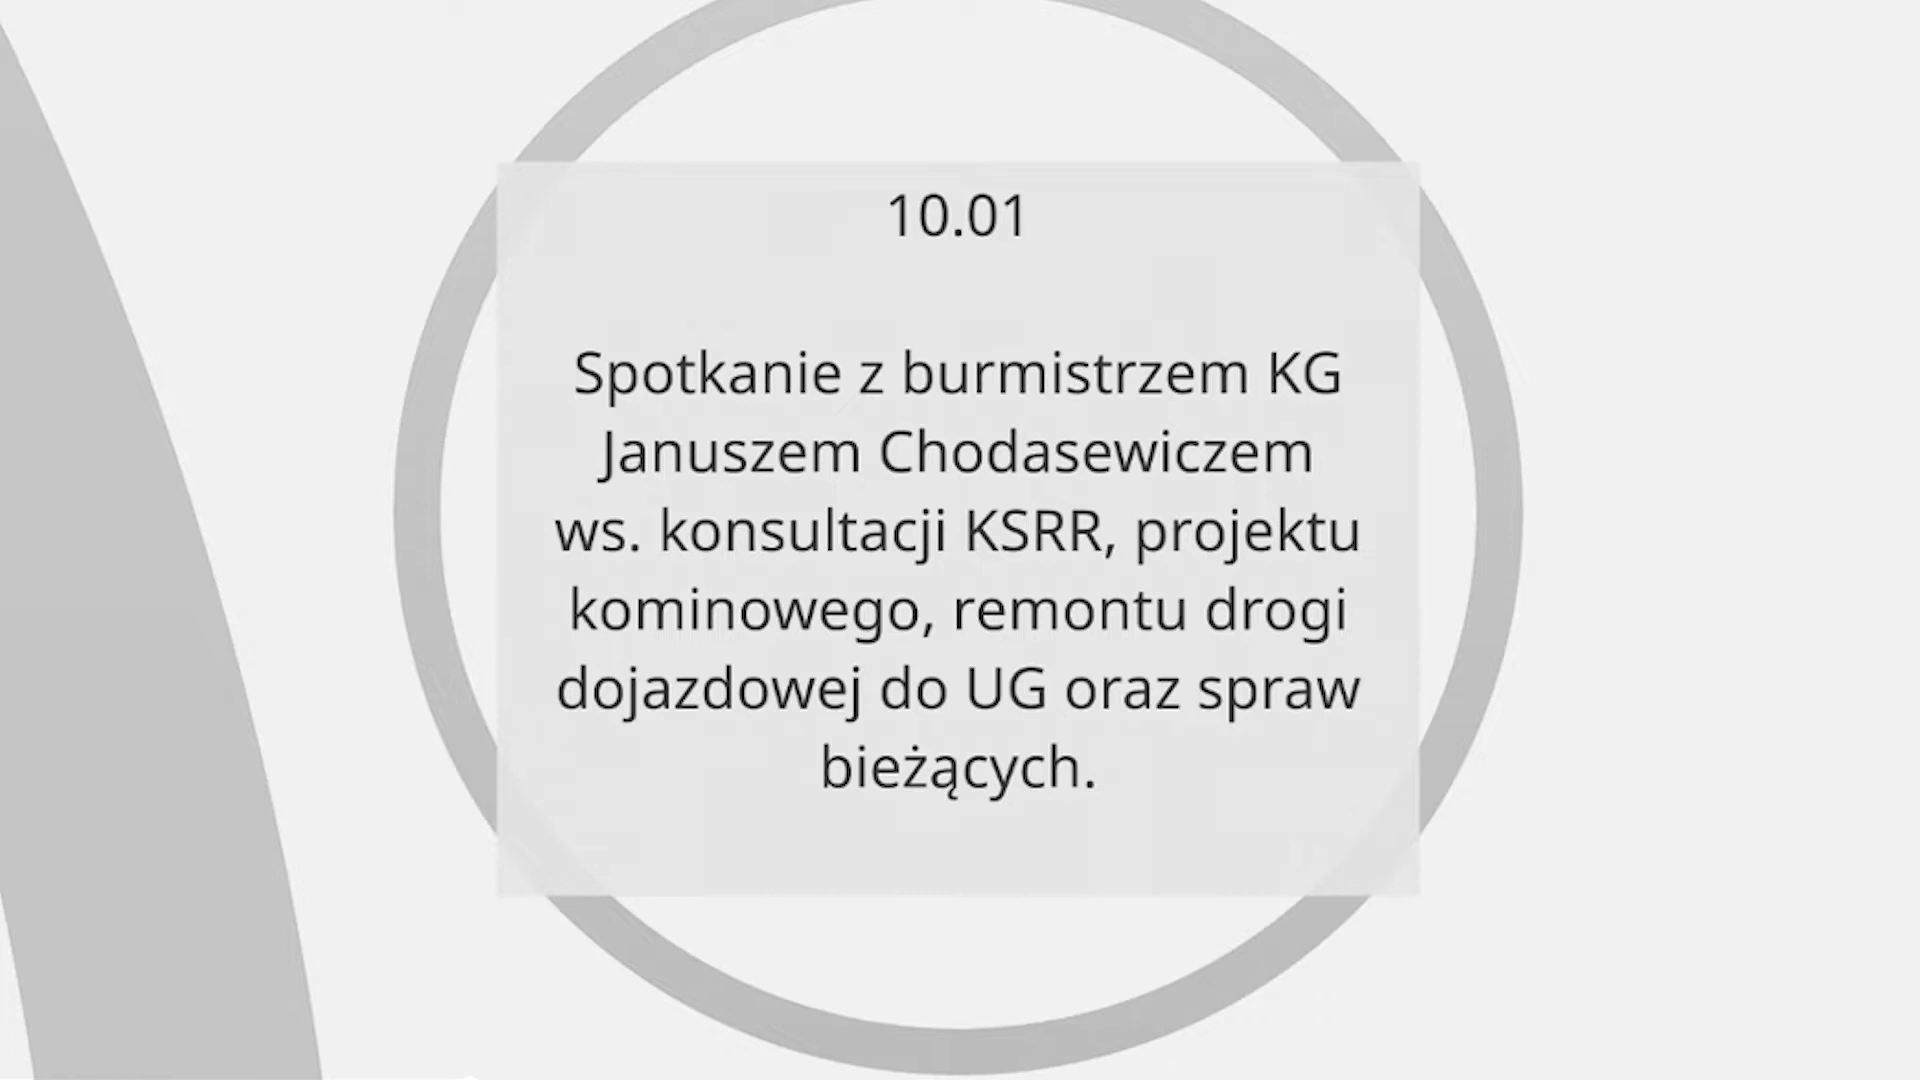 10.01
Spotkanie z burmistrzem KG
Januszem Chodasewiczem
ws. konsultacji KSRR, projektu
kominowego, remontu drogi
dojazdowej do UG oraz spraw
bieżących.